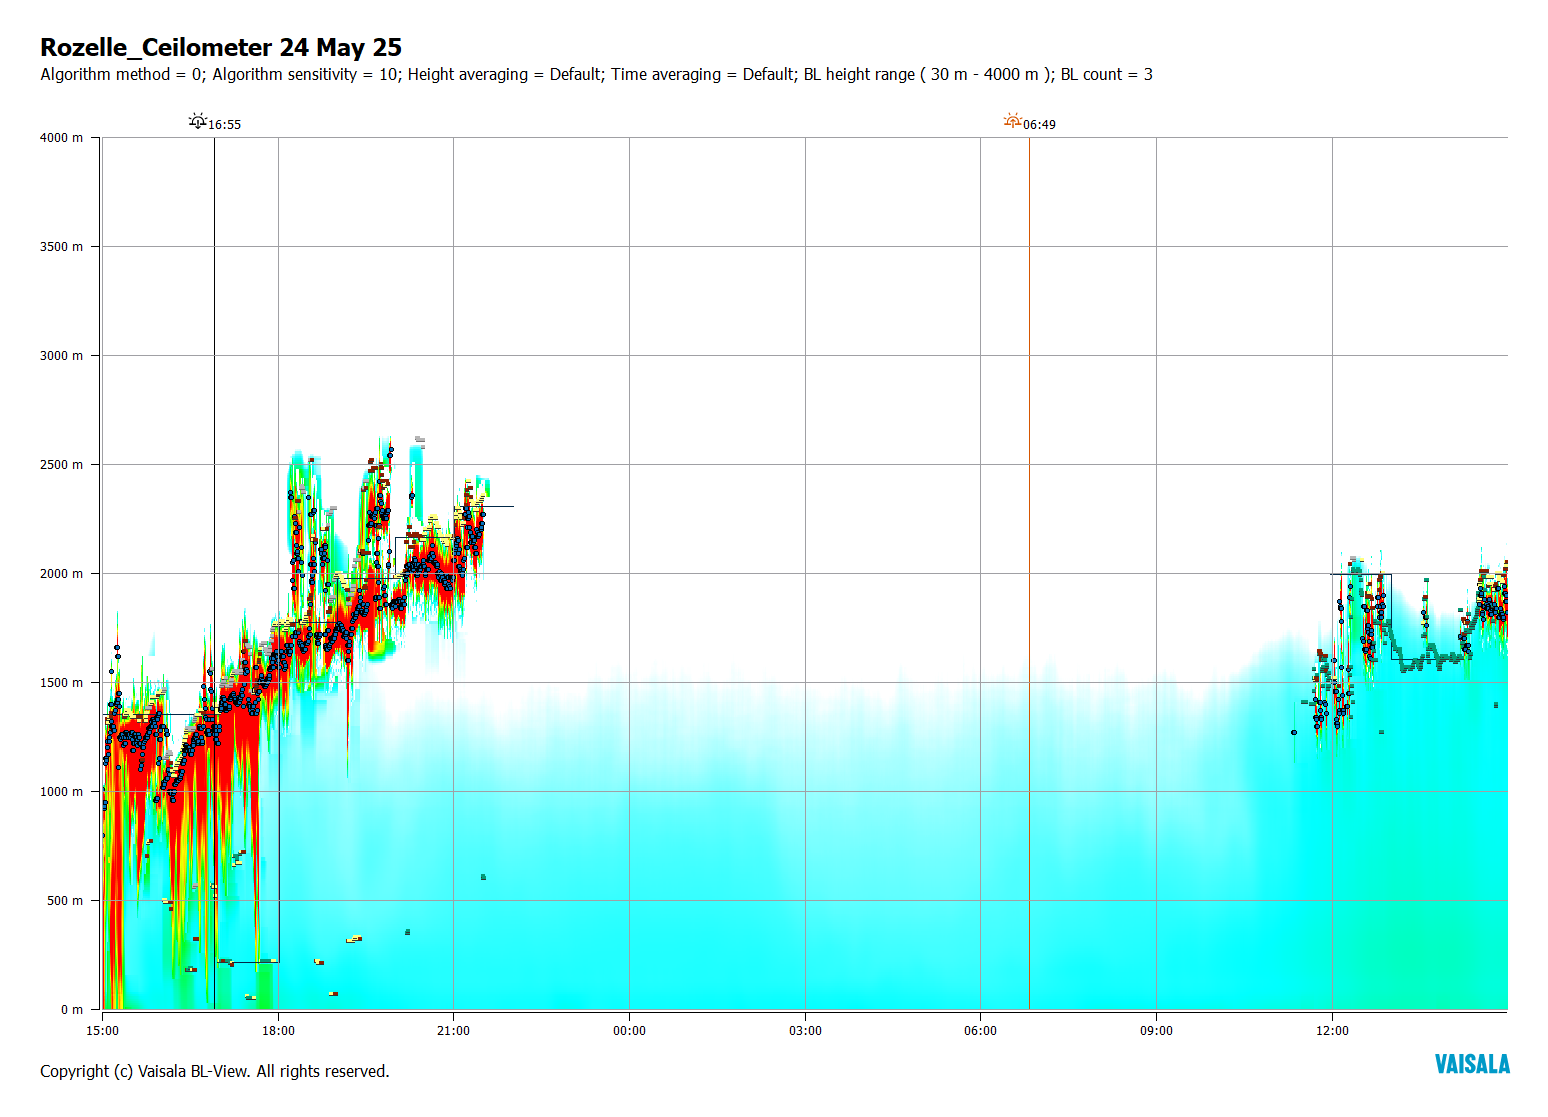 Rozelle_Ceilometer 24 May 25
Algorithm method = 0; Algorithm sensitivity = 10; Height averaging = Default; Time averaging = Default; BL height range ( 30 m - 4000 m ); BL count = 3
16:55
06:49
4000 m
3500 m
3000 m
2500 m
2000 m
1500 m
1000 m
500 m
0 m
15:00 18:00 21:00 00:00 03:00 06:00 09:00 12:00
Copyright (c) Vaisala BL-View. All rights reserved.
VAISALA